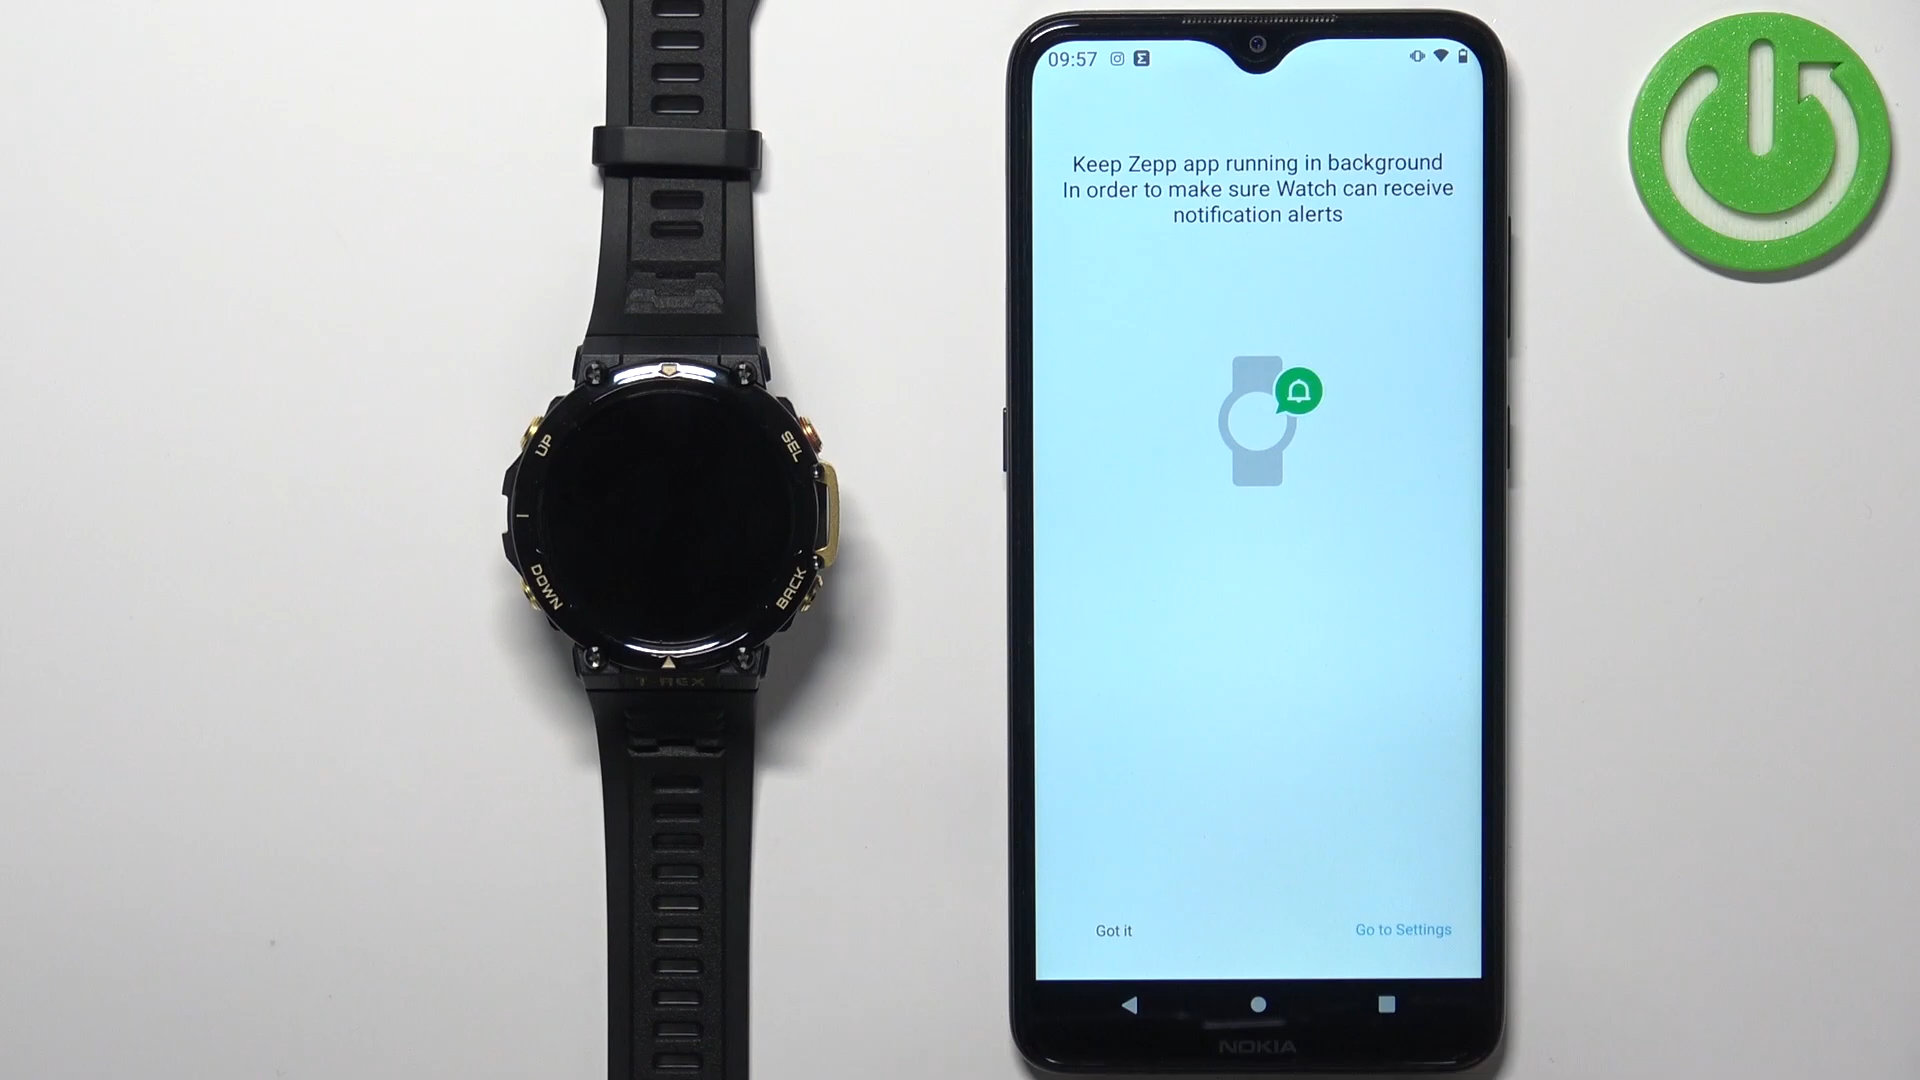 09:57
Keep Zepp app running in background
In order to make sure Watch can receive
notification alerts
Got it
Go to Settings
NOKIA
UP
SEL
DOWN
BACK
T REX